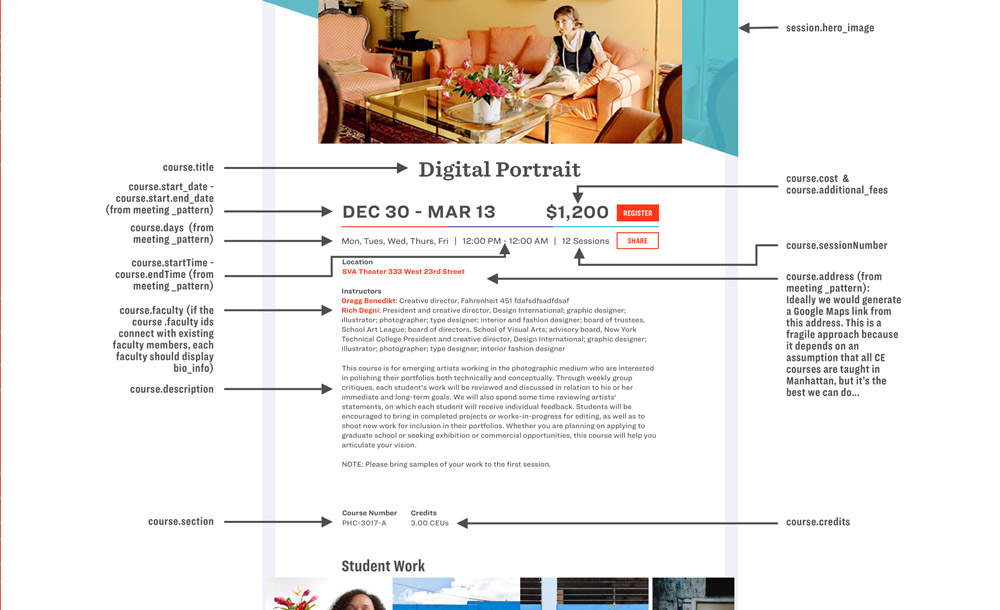 session.hero_image
course.title
Digital Portrait
course.start_date -
course.start.end_date
(from meeting _pattern)
course.cost &
course.additional_fees
DEC 30 - MAR 13
$1,200
REGISTER
course.days (from
meeting _pattern)
Mon, Tues, Wed, Thurs, Fri | 12:00 PM - 12:00 AM | 12 Sessions
SHARE
course.sessionNumber
course.startTime -
course.endTime (from
meeting _pattern)
Location
SVA Theater 333 West 23rd Street
course.address (from
meeting _pattern):
Ideally we would generate
a Google Maps link from
this address. This is a
fragile approach because
it depends on an
assumption that all CE
courses are taught in
Manhattan, but it's the
best we can do...
course.faculty (if the
course .faculty ids
connect with existing
faculty members, each
faculty should display
bio_info)
Instructors
Gregg Benedikt: Creative director, Fahrenheit 451 fdafsdfsadfdsaf
Rich Degni: President and creative director, Design International; graphic designer;
illustrator; photographer; type designer; interior and fashion designer; board of trustees,
School Art League; board of directors, School of Visual Arts; advisory board, New York
Technical College President and creative director, Design International; graphic designer;
illustrator; photographer; type designer; interior fashion designer
course.description
This course is for emerging artists working in the photographic medium who are interested
in polishing their portfolios both technically and conceptually. Through weekly group
critiques, each student's work will be reviewed and discussed in relation to his or her
immediate and long-term goals. We will also spend some time reviewing artists'
statements, on which each student will receive individual feedback. Students will be
encouraged to bring in completed projects or works-in-progress for editing, as well as to
shoot new work for inclusion in their portfolios. Whether you are planning on applying to
graduate school or seeking exhibition or commercial opportunities, this course will help you
articulate your vision.
NOTE: Please bring samples of your work to the first session.
course.section
Course Number Credits
PHC-3017-A 3.00 CEUs
course.credits
Student Work